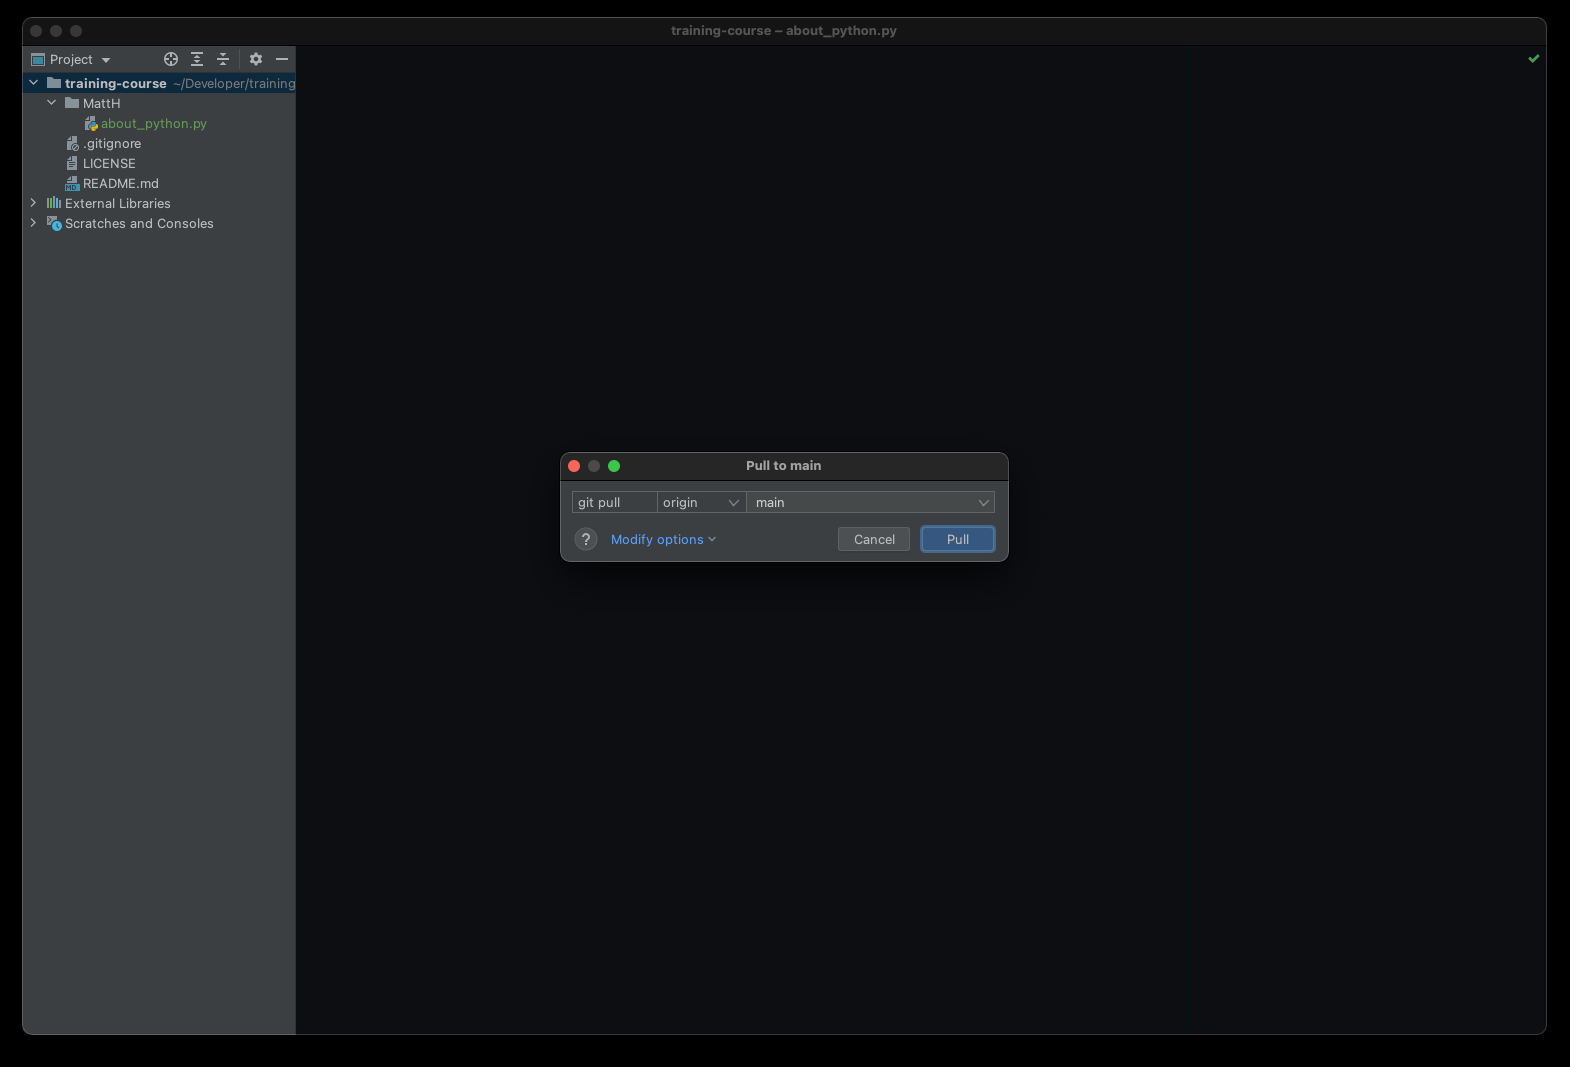 training-course – about_python.py
Project
training-course ~/Developer/training
MattH
about_python.py
.gitignore
LICENSE
README.md
External Libraries
Scratches and Consoles
Pull to main
git pull origin main
? Modify options Cancel Pull